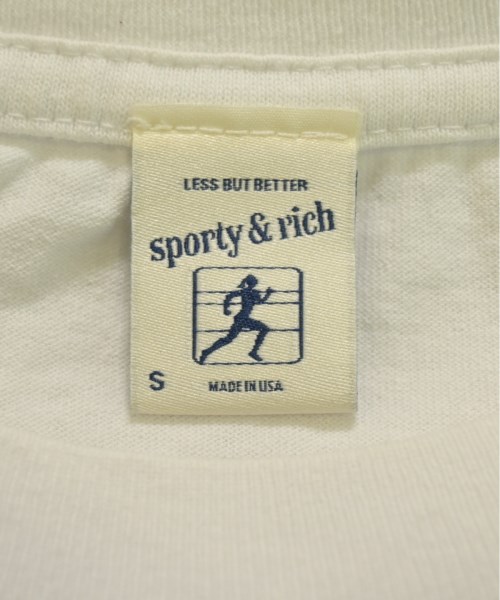 LESS BUT BETTER
sporty & rich
S
MADE IN USA